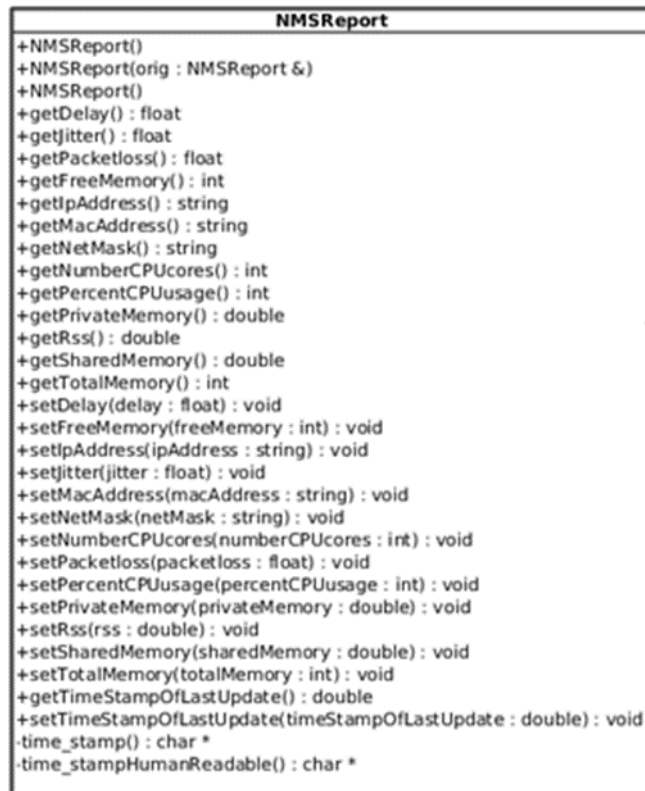 NMSReport
+NMSReport()
+NMSReport(orig : NMSReport &)
+NMSReport()
+getDelay() : float
+getJitter() : float
+getPacketloss() : float
+getFreeMemory() : int
+getIpAddress() : string
+getMacAddress() : string
+getNetMask() : string
+getNumberCPUcores() : int
+getPercentCPUusage() : int
+getPrivateMemory() : double
+getRss() : double
+getSharedMemory() : double
+getTotalMemory() : int
+setDelay(delay : float) : void
+setFreeMemory(freeMemory : int) : void
+setIpAddress(ipAddress : string) : void
+setJitter(jitter : float) : void
+setMacAddress(macAddress : string) : void
+setNetMask(netMask : string) : void
+setNumberCPUcores(numberCPUcores : int) : void
+setPacketloss(packetloss : float) : void
+setPercentCPUusage(percentCPUusage : int) : void
+setPrivateMemory(privateMemory : double) : void
+setRss(rss : double) : void
+setSharedMemory(sharedMemory : double) : void
+setTotalMemory(totalMemory : int) : void
+getTimeStampOfLastUpdate() : double
+setTimeStampOfLastUpdate(timeStampOfLastUpdate : double) : void
-time_stamp() : char *
-time_stampHumanReadable() : char *